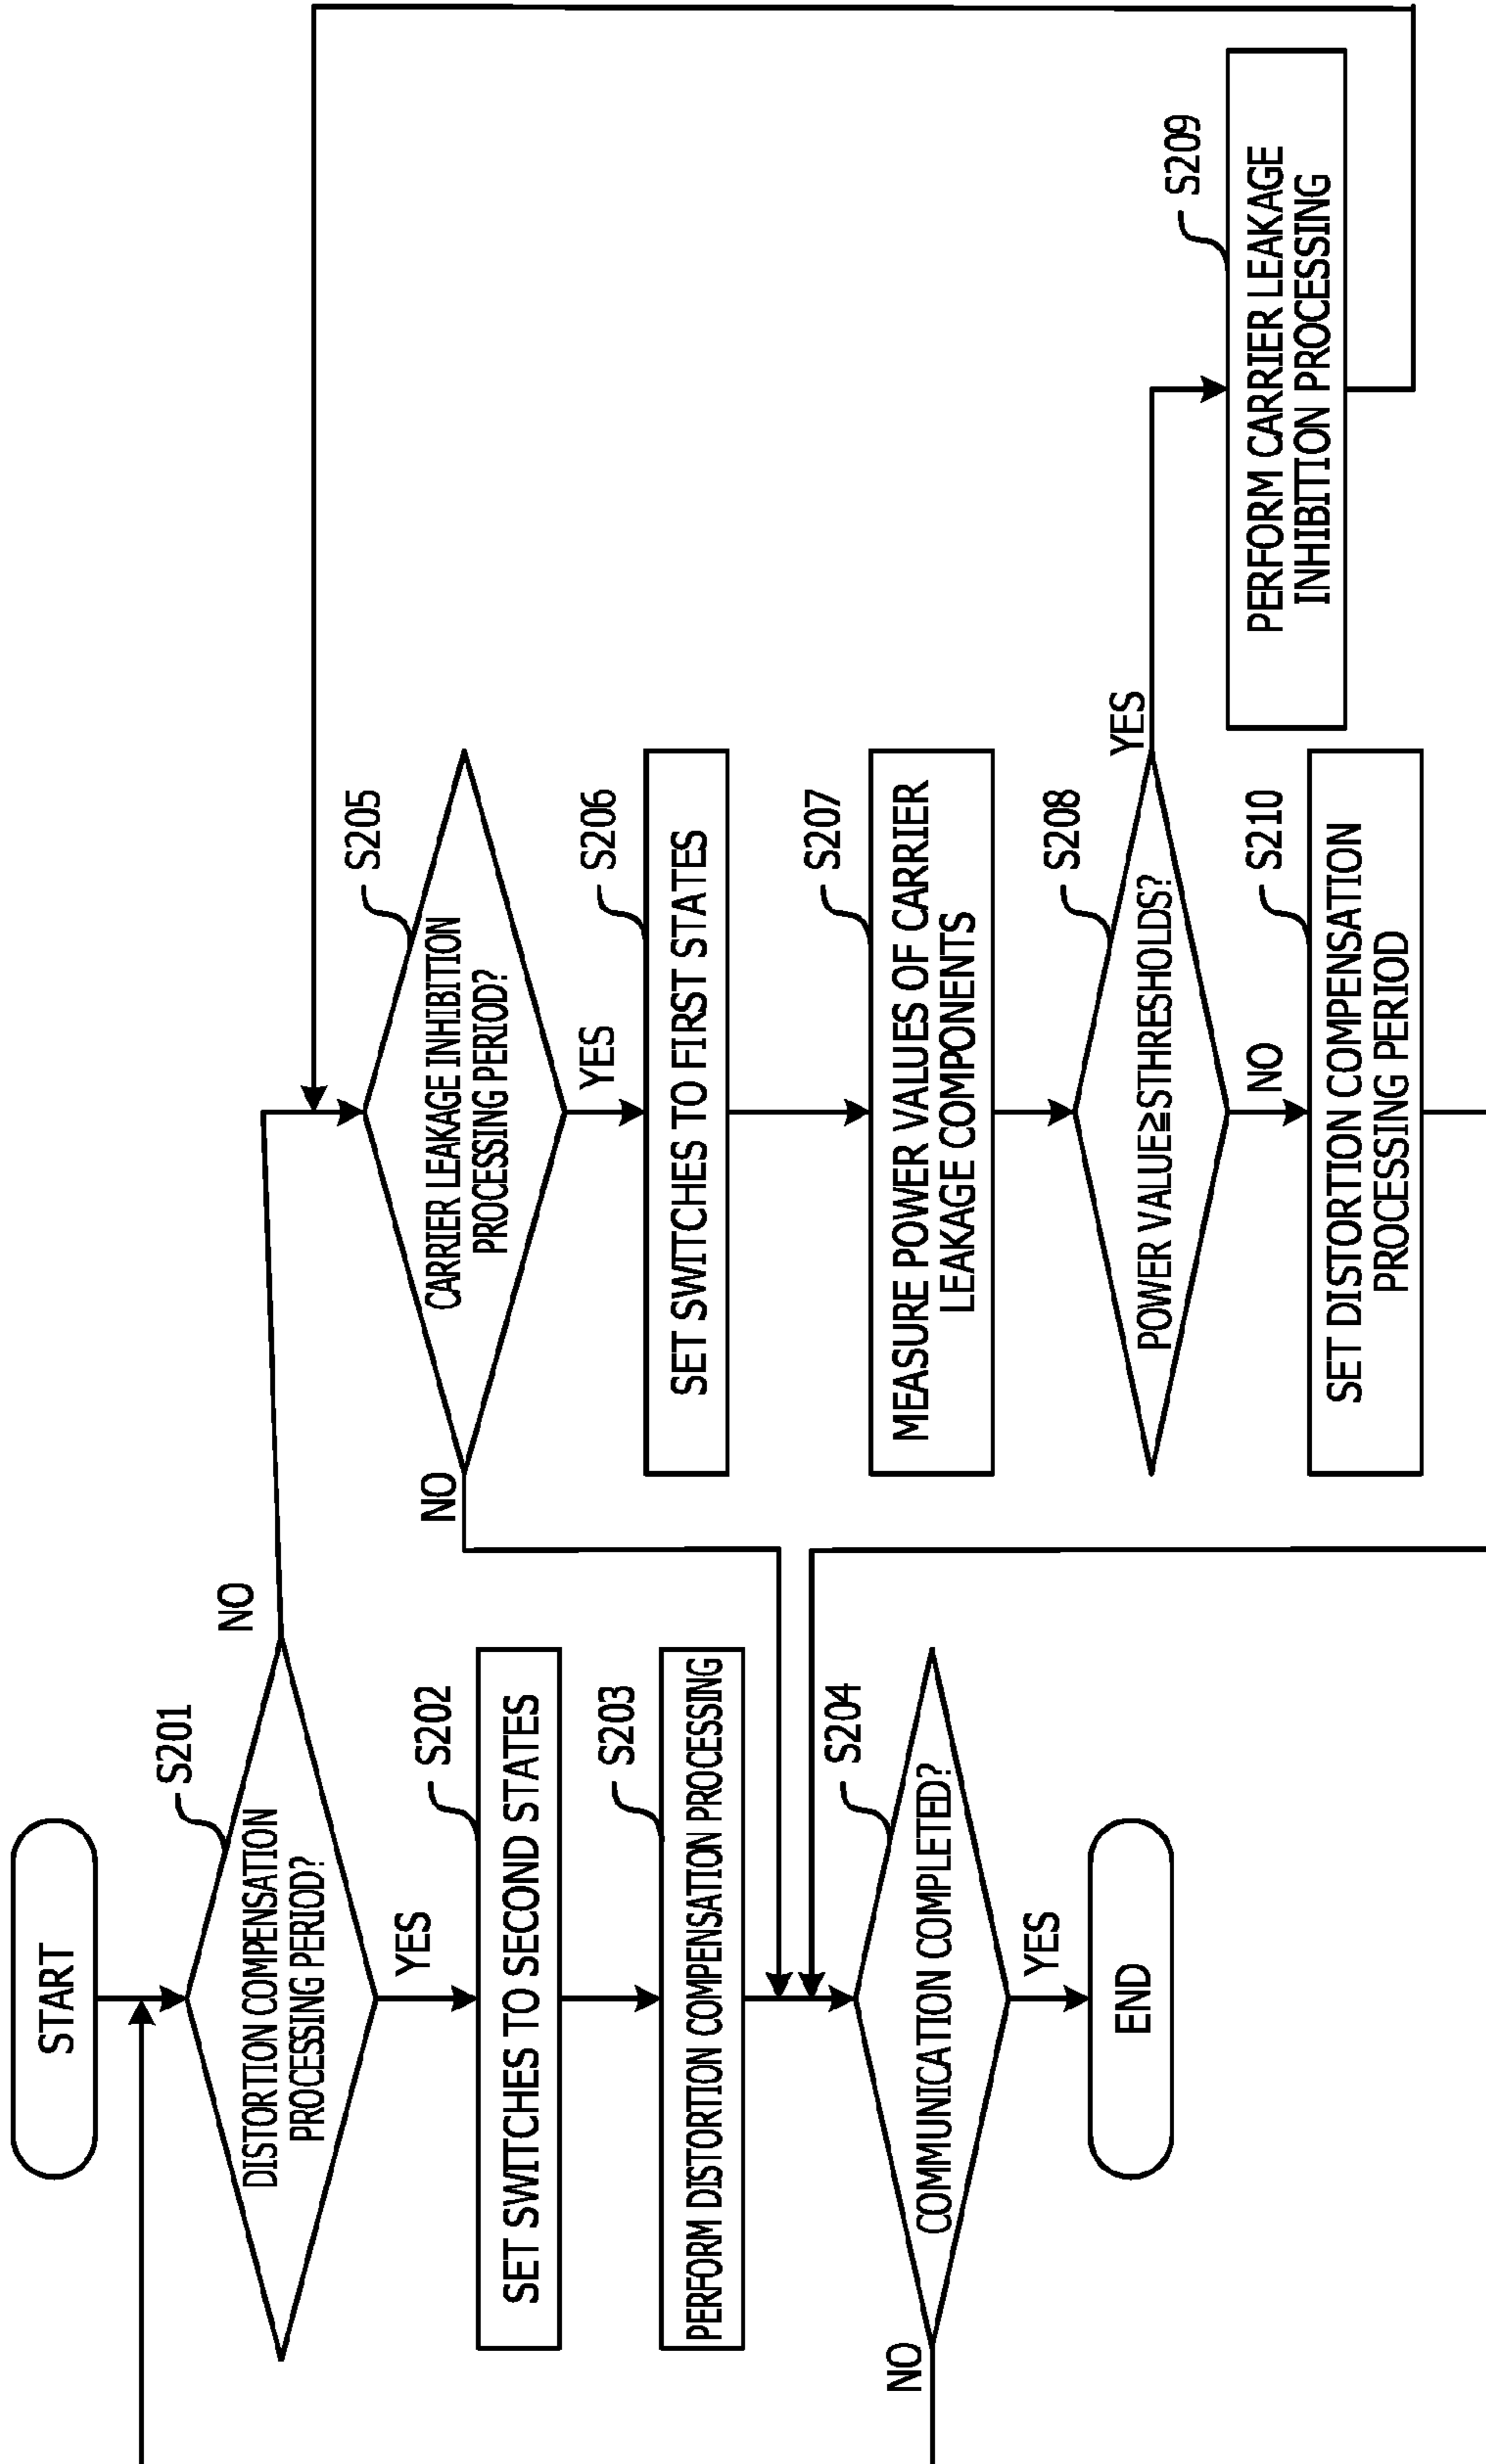 START
S201
DISTORTION COMPENSATION
PROCESSING PERIOD?
NO
YES
S202
SET SWITCHES TO SECOND STATES
S203
PERFORM DISTORTION COMPENSATION PROCESSING
S204
COMMUNICATION COMPLETED?
NO
YES
END
S205
CARRIER LEAKAGE INHIBITION
PROCESSING PERIOD?
NO
YES
S206
SET SWITCHES TO FIRST STATES
S207
MEASURE POWER VALUES OF CARRIER
LEAKAGE COMPONENTS
S208
POWER VALUE≧STHRESHOLDS?
YES
NO
S209
PERFORM CARRIER LEAKAGE
INHIBITION PROCESSING
S210
SET DISTORTION COMPENSATION
PROCESSING PERIOD